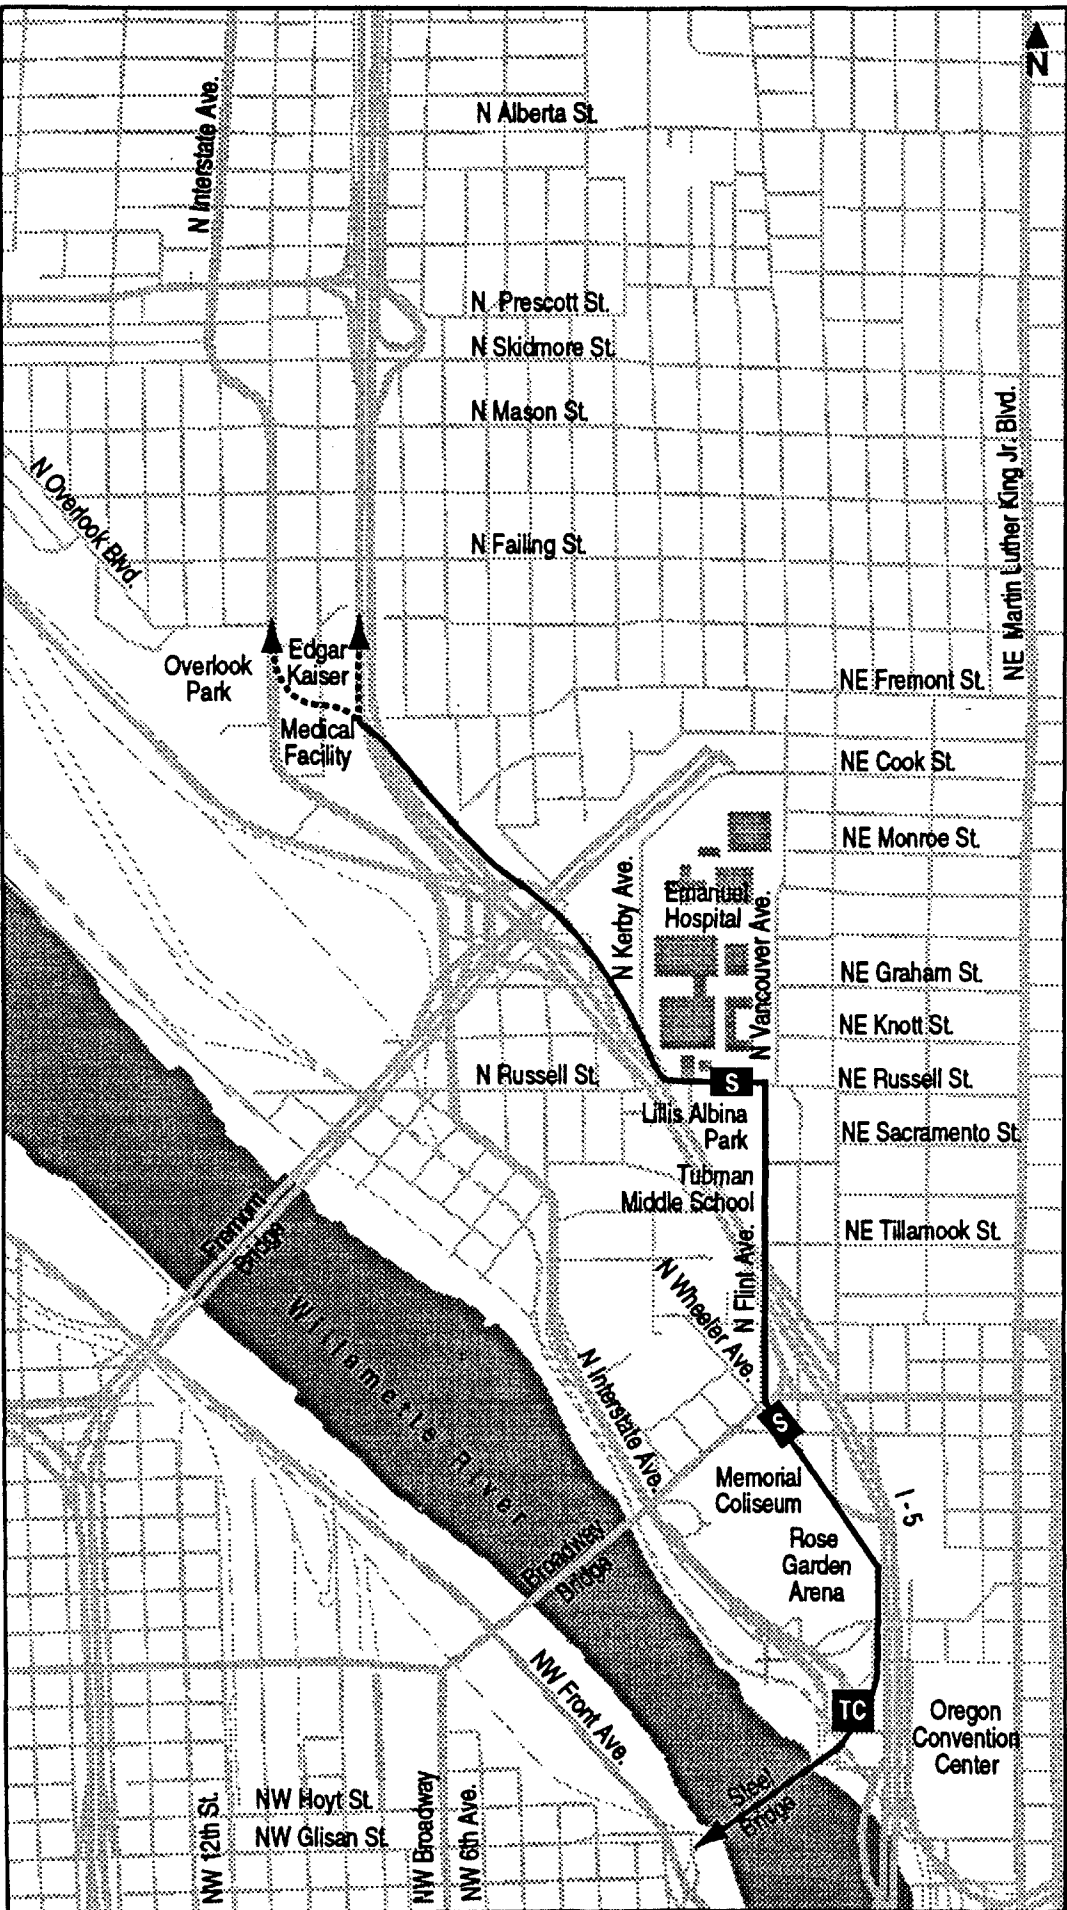 N
N Alberta St.
N Interstate Ave.
N Prescott St.
N Skidmore St.
N Mason St.
NE Martin Luther King Jr. Blvd.
N Overlook Blvd.
N Failing St.
Overlook
Park
Edgar
Kaiser
Medical
Facility
NE Fremont St.
NE Cook St.
NE Monroe St.
N Kerby Ave.
Emanuel
Hospital
N Vancouver Ave.
NE Graham St.
NE Knott St.
N Russell St.
S
NE Russell St.
Lillis Albina
Park
NE Sacramento St.
Tubman
Middle School
NE Tillamook St.
N Flint Ave.
N Wheeler Ave.
Fremont
Bridge
Willamette River
N Interstate Ave.
S
Memorial
Coliseum
I-5
Rose
Garden
Arena
Broadway
Bridge
NW Front Ave.
TC
Oregon
Convention
Center
Steel
Bridge
NW Hoyt St.
NW Glisan St.
NW 12th St.
NW Broadway
NW 6th Ave.